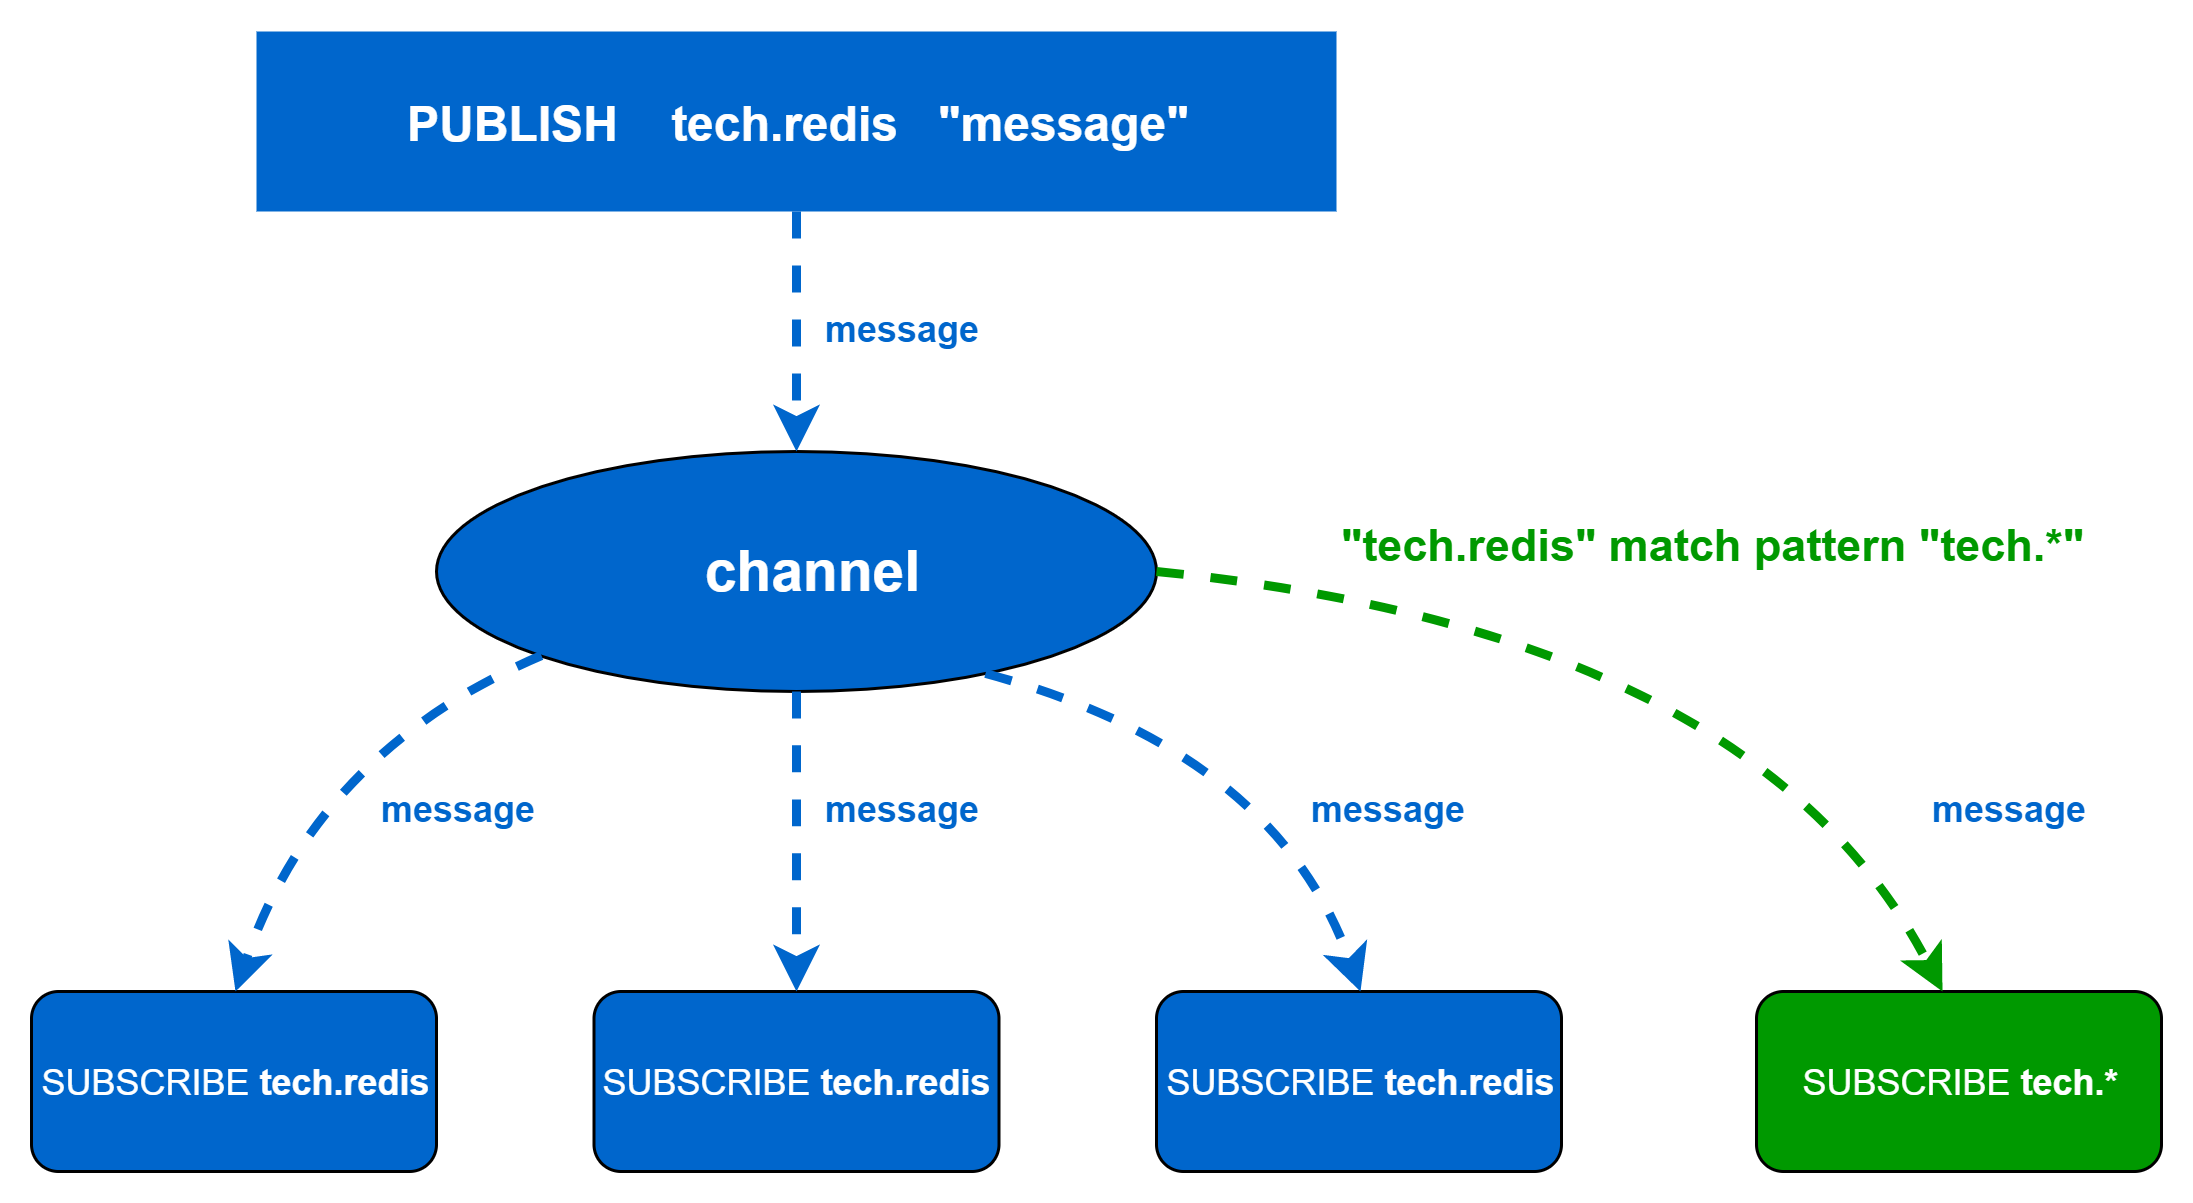 PUBLISH tech.redis "message"
message
channel
"tech.redis" match pattern "tech.*"
message
message
message
message
SUBSCRIBE tech.redis
SUBSCRIBE tech.redis
SUBSCRIBE tech.redis
SUBSCRIBE tech.*